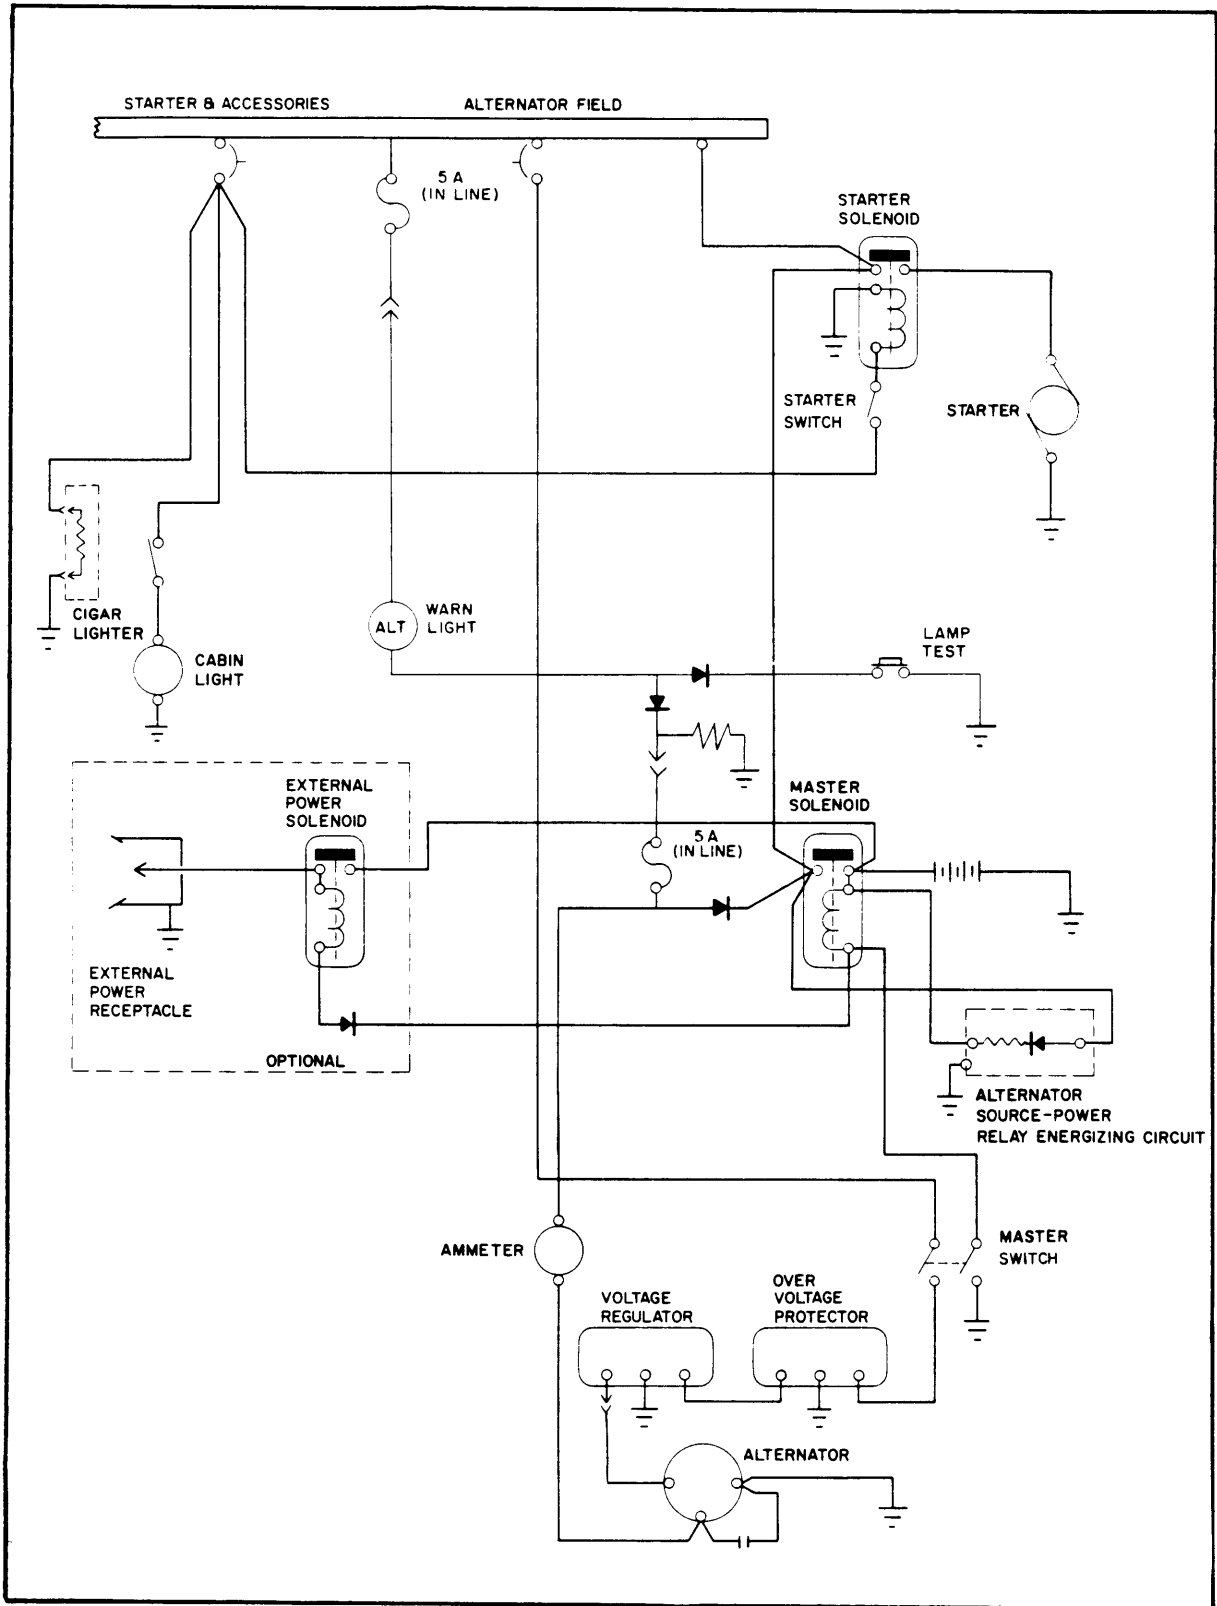 STARTER & ACCESSORIES
ALTERNATOR FIELD
5 A
(IN LINE)
STARTER
SOLENOID
STARTER
SWITCH
STARTER
CIGAR
LIGHTER
ALT
WARN
LIGHT
CABIN
LIGHT
LAMP
TEST
EXTERNAL
POWER
SOLENOID
MASTER
SOLENOID
5 A
(IN LINE)
EXTERNAL
POWER
RECEPTACLE
OPTIONAL
ALTERNATOR
SOURCE-POWER
RELAY ENERGIZING CIRCUIT
AMMETER
MASTER
SWITCH
VOLTAGE
REGULATOR
OVER
VOLTAGE
PROTECTOR
ALTERNATOR